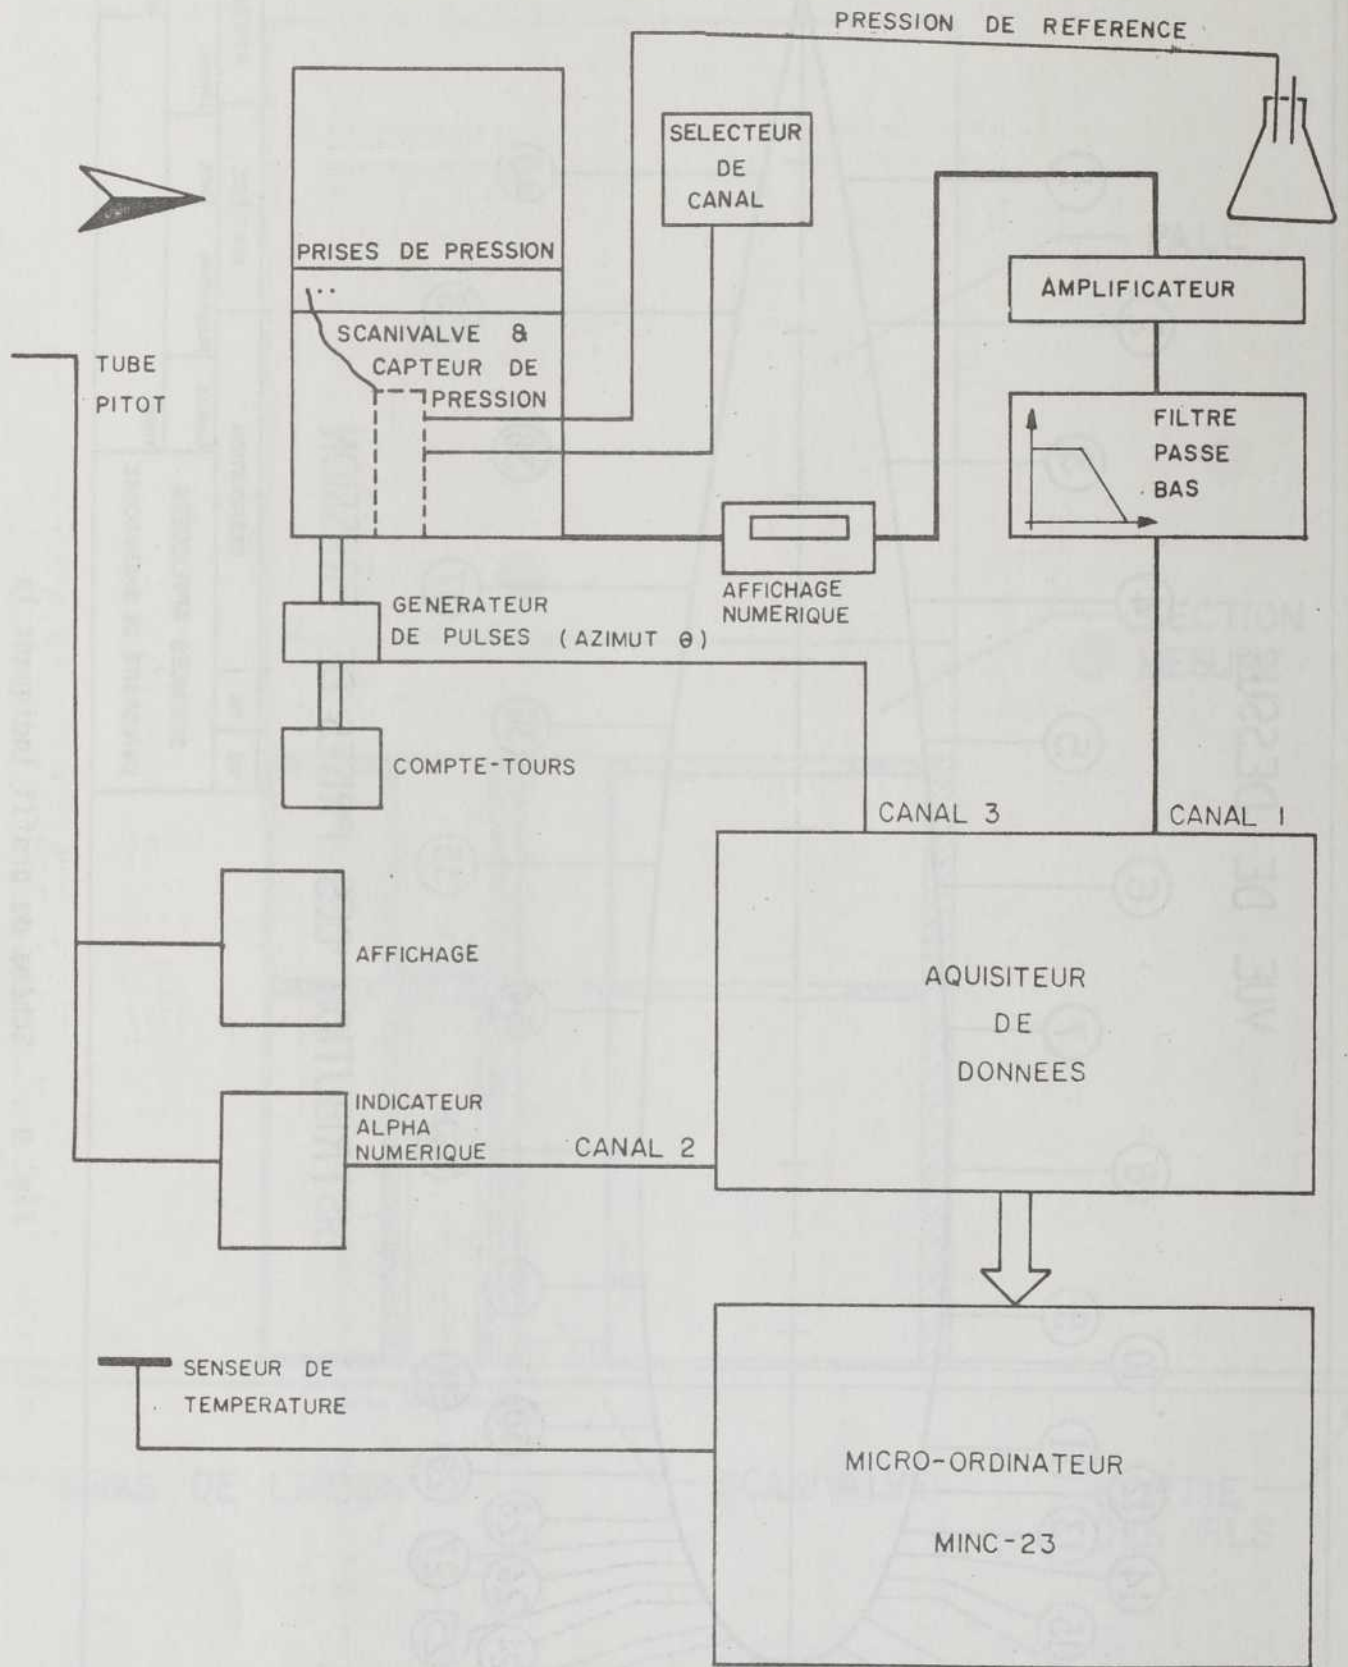 PRESSION DE REFERENCE
SELECTEUR
DE
CANAL
PRISES DE PRESSION
SCANIVALVE &
CAPTEUR DE
PRESSION
AMPLIFICATEUR
TUBE
PITOT
FILTRE
PASSE
BAS
AFFICHAGE
NUMERIQUE
GENERATEUR
DE PULSES (AZIMUT θ)
COMPTE-TOURS
CANAL 3
CANAL 1
AFFICHAGE
AQUISITEUR
DE
DONNEES
INDICATEUR
ALPHA
NUMERIQUE
CANAL 2
SENSEUR DE
TEMPERATURE
MICRO-ORDINATEUR
MINC-23